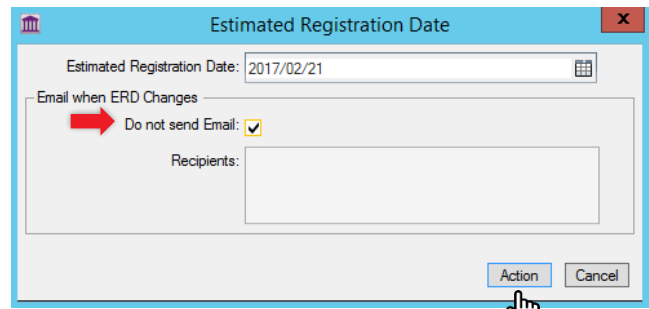 Estimated Registration Date
x
Estimated Registration Date: 2017/02/21
Email when ERD Changes
Do not send Email:
Recipients:
Action Cancel